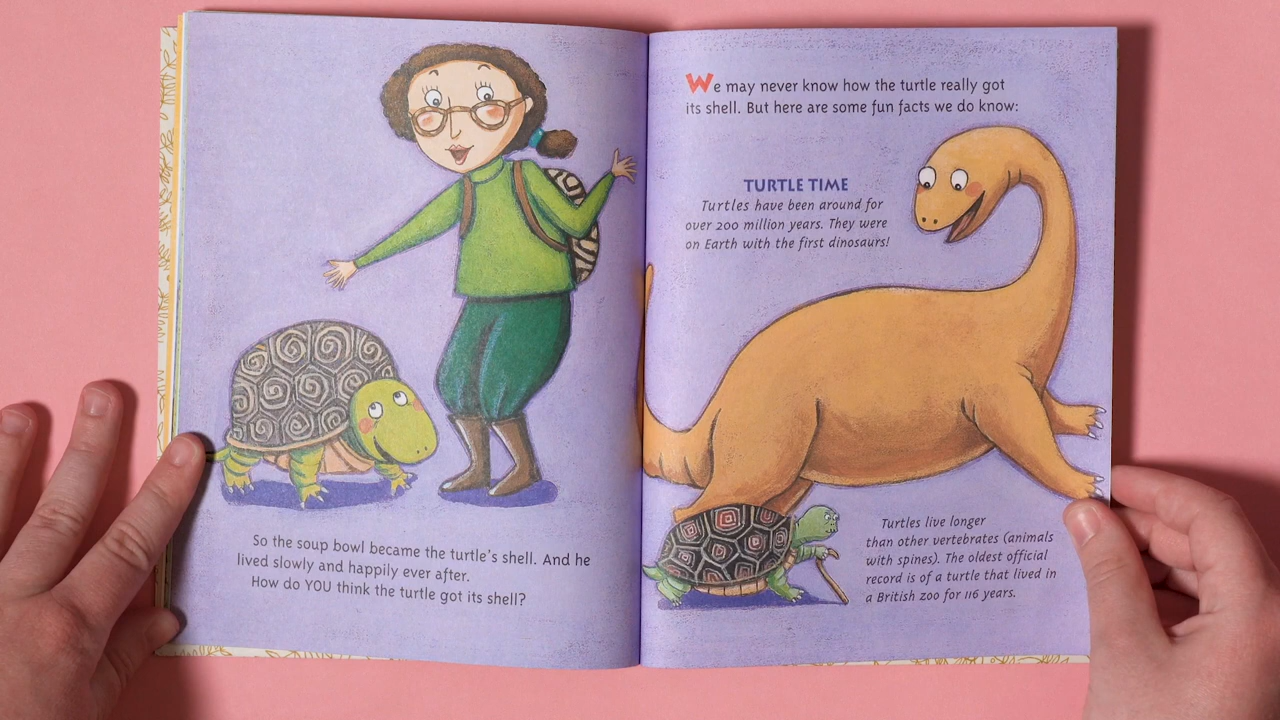 So the soup bowl became the turtle's shell. And he
lived slowly and happily ever after.
How do YOU think the turtle got its shell?
We may never know how the turtle really got
its shell. But here are some fun facts we do know:
TURTLE TIME
Turtles have been around for
over 200 million years. They were
on Earth with the first dinosaurs!
Turtles live longer
than other vertebrates (animals
with spines). The oldest official
record is of a turtle that lived in
a British zoo for 116 years.